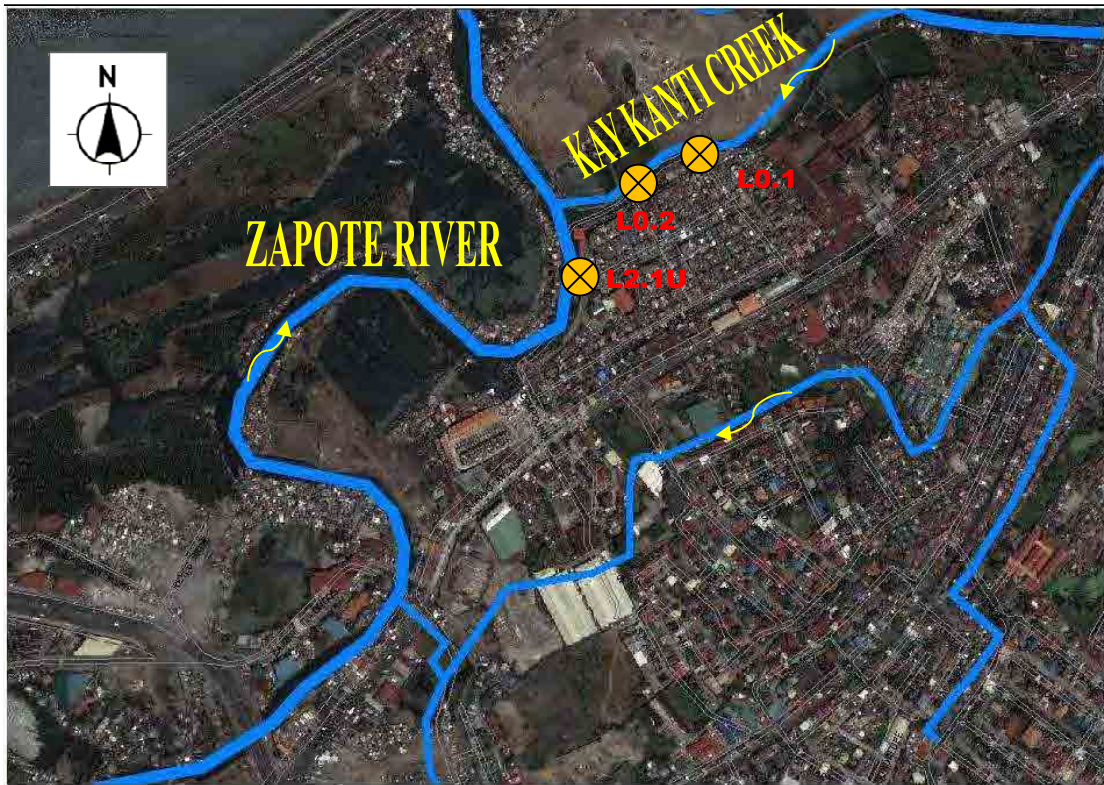 N
KAY KANTI CREEK
L0.1
L0.2
ZAPOTE RIVER
L2.1U